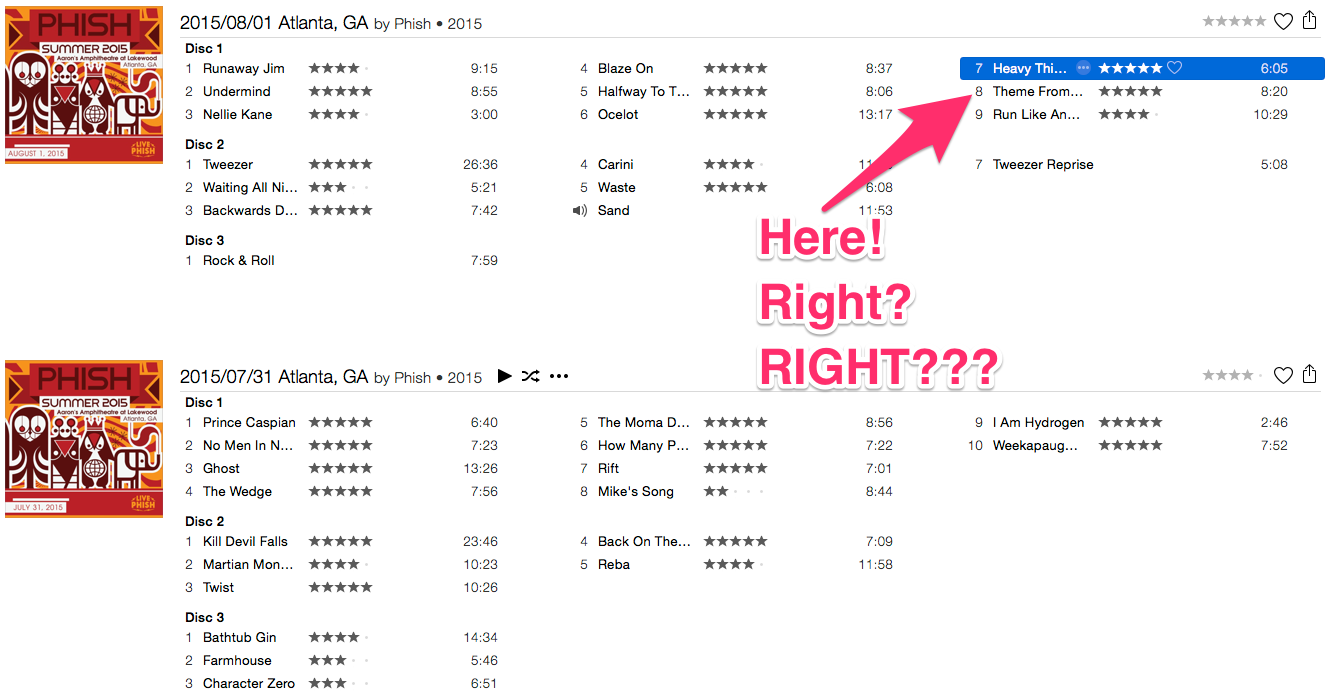 PHISH
SUMMER 2015
Aaron's Amphitheatre at Lakewood
Atlanta, GA
AUGUST 1, 2015
LIVE PHISH
2015/08/01 Atlanta, GA by Phish • 2015
Disc 1
1 Runaway Jim ★★★★· 9:15
2 Undermind ★★★★★ 8:55
3 Nellie Kane ★★★★· 3:00
4 Blaze On ★★★★★ 8:37
5 Halfway To T... ★★★★★ 8:06
6 Ocelot ★★★★★ 13:17
7 Heavy Thi... ★★★★★ 6:05
8 Theme From... ★★★★★ 8:20
9 Run Like An... ★★★★· 10:29
Disc 2
1 Tweezer ★★★★★ 26:36
2 Waiting All Ni... ★★★·· 5:21
3 Backwards D... ★★★★★ 7:42
4 Carini ★★★★·
5 Waste ★★★★★ 6:08
Sand 11:53
7 Tweezer Reprise 5:08
Disc 3
1 Rock & Roll 7:59
Here!
Right?
RIGHT???
PHISH
SUMMER 2015
Aaron's Amphitheatre at Lakewood
Atlanta, GA
JULY 31, 2015
LIVE PHISH
2015/07/31 Atlanta, GA by Phish • 2015
Disc 1
1 Prince Caspian ★★★★★ 6:40
2 No Men In N... ★★★★★ 7:23
3 Ghost ★★★★★ 13:26
4 The Wedge ★★★★★ 7:56
5 The Moma D... ★★★★★ 8:56
6 How Many P... ★★★★★ 7:22
7 Rift ★★★★★ 7:01
8 Mike's Song ★★··· 8:44
9 I Am Hydrogen ★★★★★ 2:46
10 Weekapaug... ★★★★★ 7:52
Disc 2
1 Kill Devil Falls ★★★★★ 23:46
2 Martian Mon... ★★★★· 10:23
3 Twist ★★★★★ 10:26
4 Back On The... ★★★★★ 7:09
5 Reba ★★★★· 11:58
Disc 3
1 Bathtub Gin ★★★★· 14:34
2 Farmhouse ★★★·· 5:46
3 Character Zero ★★★·· 6:51